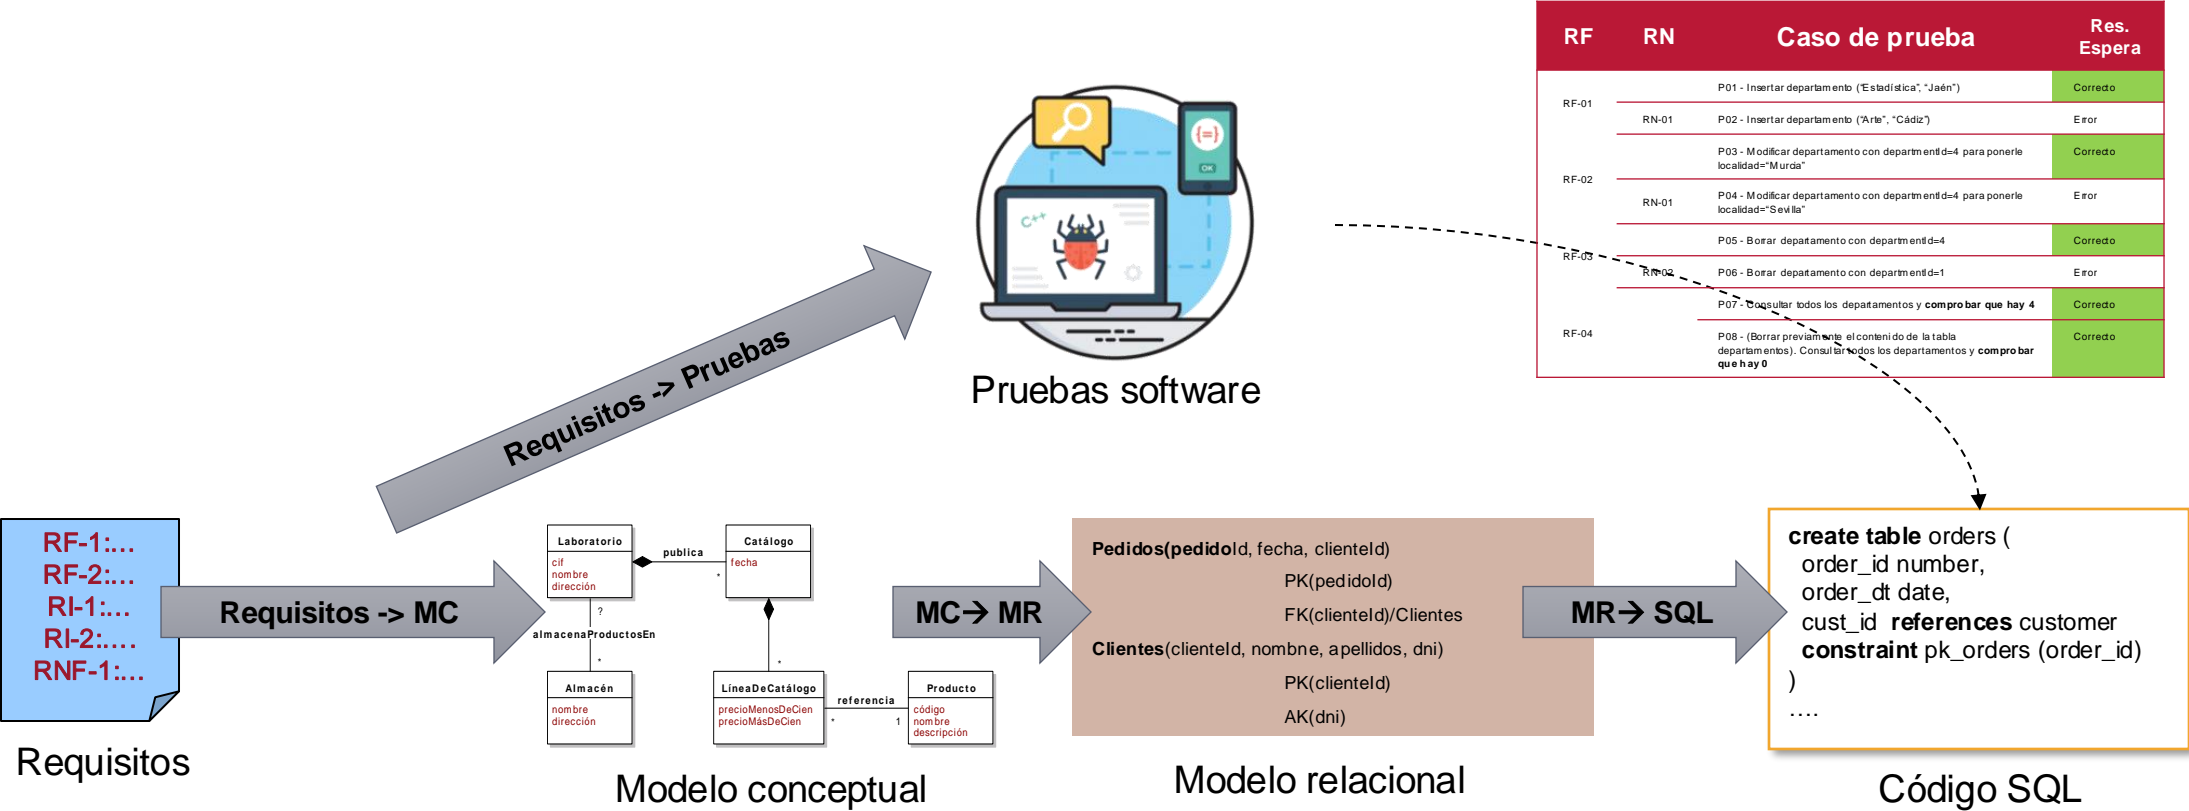 RF
RN
Caso de prueba
Res.
Espera
RF-01
P01 - Insertar departamento (“Estadística”, “Jaén”)
Correcto
RN-01
P02 - Insertar departamento (“Arte”, “Cádiz”)
Error
RF-02
P03 - Modificar departamento con departmentId=4 para ponerle
localidad=“Murcia”
Correcto
RN-01
P04 - Modificar departamento con departmentId=4 para ponerle
localidad=“Sevilla”
Error
RF-03
P05 - Borrar departamento con departmentId=4
Correcto
RN-02
P06 - Borrar departamento con departmentId=1
Error
RF-04
P07 - Consultar todos los departamentos y comprobar que hay 4
Correcto
P08 - (Borrar previamente el contenido de la tabla
departamentos). Consultar todos los departamentos y comprobar
que hay 0
Correcto
C++
{=}
OK
Pruebas software
Requisitos -> Pruebas
RF-1:...
RF-2:...
RI-1:...
RI-2:....
RNF-1:...
Requisitos
Requisitos -> MC
Laboratorio
cif
nombre
dirección
publica
*
Catálogo
fecha
?
almacenaProductosEn
*
*
Almacén
nombre
dirección
LíneaDeCatálogo
precioMenosDeCien
precioMásDeCien
referencia
*
1
Producto
código
nombre
descripción
Modelo conceptual
MC→ MR
Pedidos(pedidoId, fecha, clienteId)
PK(pedidoId)
FK(clienteId)/Clientes
Clientes(clienteId, nombne, apellidos, dni)
PK(clienteId)
AK(dni)
Modelo relacional
MR→ SQL
create table orders (
order_id number,
order_dt date,
cust_id references customer
constraint pk_orders (order_id)
)
....
Código SQL